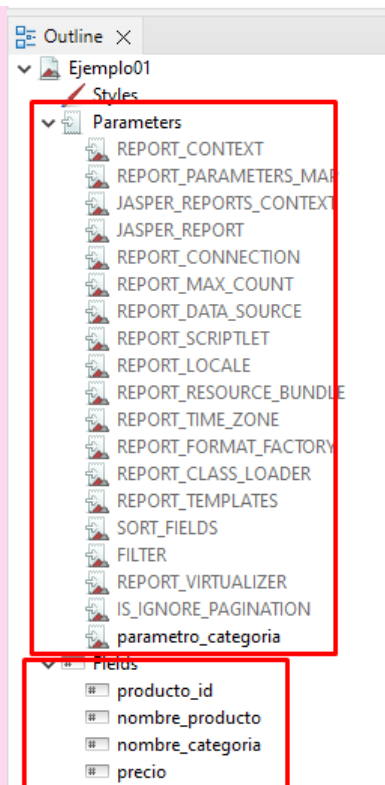 Outline
Ejemplo01
Styles
Parameters
REPORT_CONTEXT
REPORT_PARAMETERS_MAP
JASPER_REPORTS_CONTEXT
JASPER_REPORT
REPORT_CONNECTION
REPORT_MAX_COUNT
REPORT_DATA_SOURCE
REPORT_SCRIPTLET
REPORT_LOCALE
REPORT_RESOURCE_BUNDLE
REPORT_TIME_ZONE
REPORT_FORMAT_FACTORY
REPORT_CLASS_LOADER
REPORT_TEMPLATES
SORT_FIELDS
FILTER
REPORT_VIRTUALIZER
IS_IGNORE_PAGINATION
parametro_categoria
Fields
producto_id
nombre_producto
nombre_categoria
precio